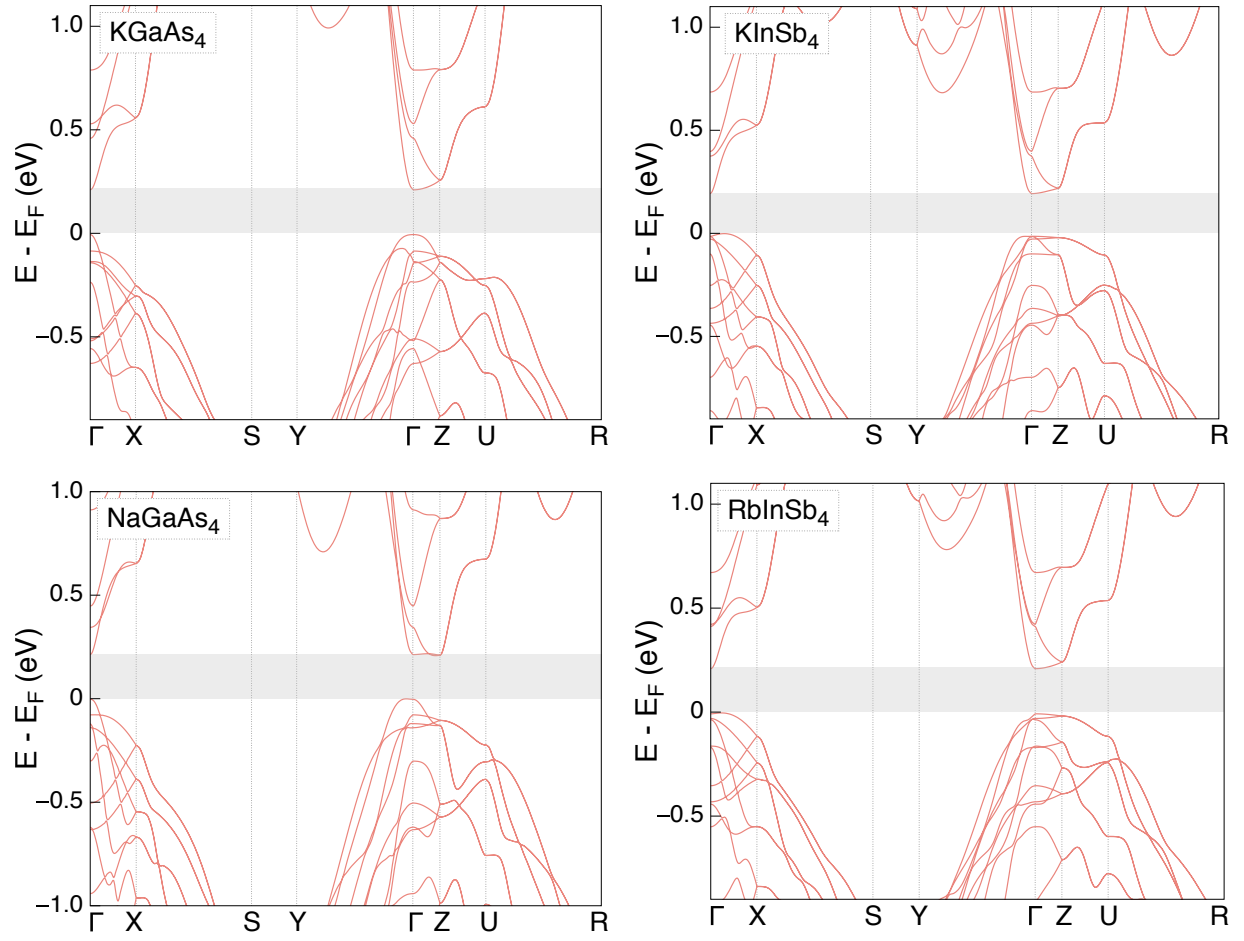 KGaAs4
1.0
0.5
0
−0.5
E - EF (eV)
Γ X S Y Γ Z U R
KInSb4
1.0
0.5
0
−0.5
E - EF (eV)
Γ X S Y Γ Z U R
NaGaAs4
1.0
0.5
0
−0.5
-1.0
E - EF (eV)
Γ X S Y Γ Z U R
RbInSb4
1.0
0.5
0
−0.5
E - EF (eV)
Γ X S Y Γ Z U R